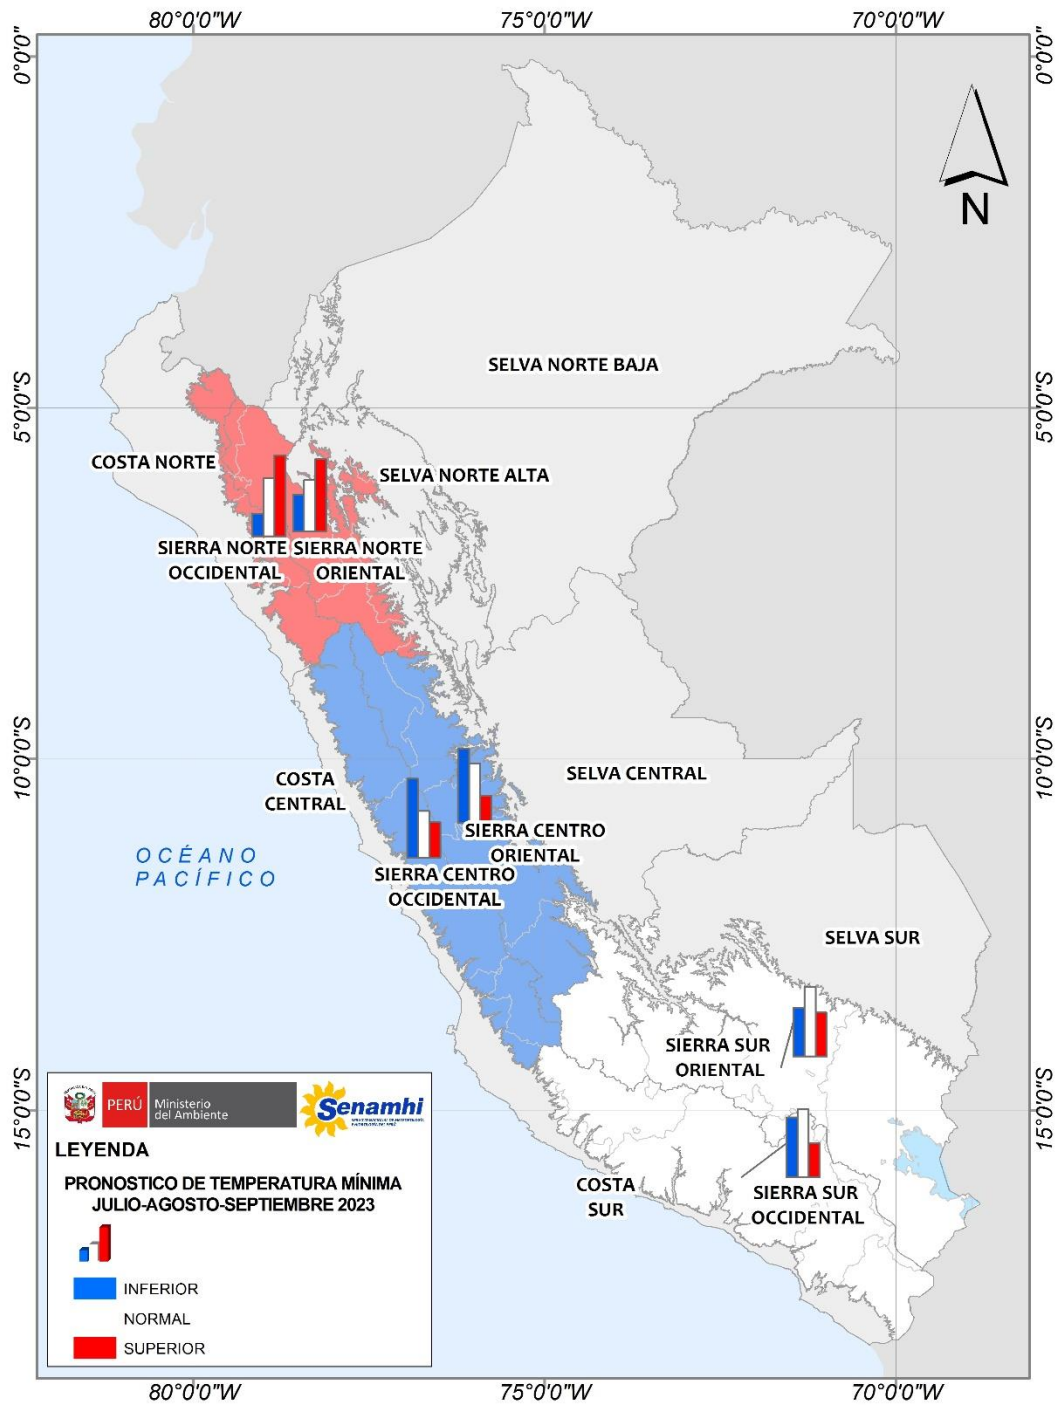 80°0'0"W 75°0'0"W 70°0'0"W
0°0'0" 0°0'0"
N
SELVA NORTE BAJA
5°0'0"S 5°0'0"S
COSTA NORTE
SELVA NORTE ALTA
SIERRA NORTE
OCCIDENTAL
SIERRA NORTE
ORIENTAL
10°0'0"S 10°0'0"S
COSTA
CENTRAL
SELVA CENTRAL
SIERRA CENTRO
ORIENTAL
SIERRA CENTRO
OCCIDENTAL
OCÉANO
PACÍFICO
SELVA SUR
SIERRA SUR
ORIENTAL
15°0'0"S 15°0'0"S
COSTA
SUR
SIERRA SUR
OCCIDENTAL
PERÚ
Ministerio
del Ambiente
Senamhi
LEYENDA
PRONOSTICO DE TEMPERATURA MÍNIMA
JULIO-AGOSTO-SEPTIEMBRE 2023
INFERIOR
NORMAL
SUPERIOR
80°0'0"W 75°0'0"W 70°0'0"W